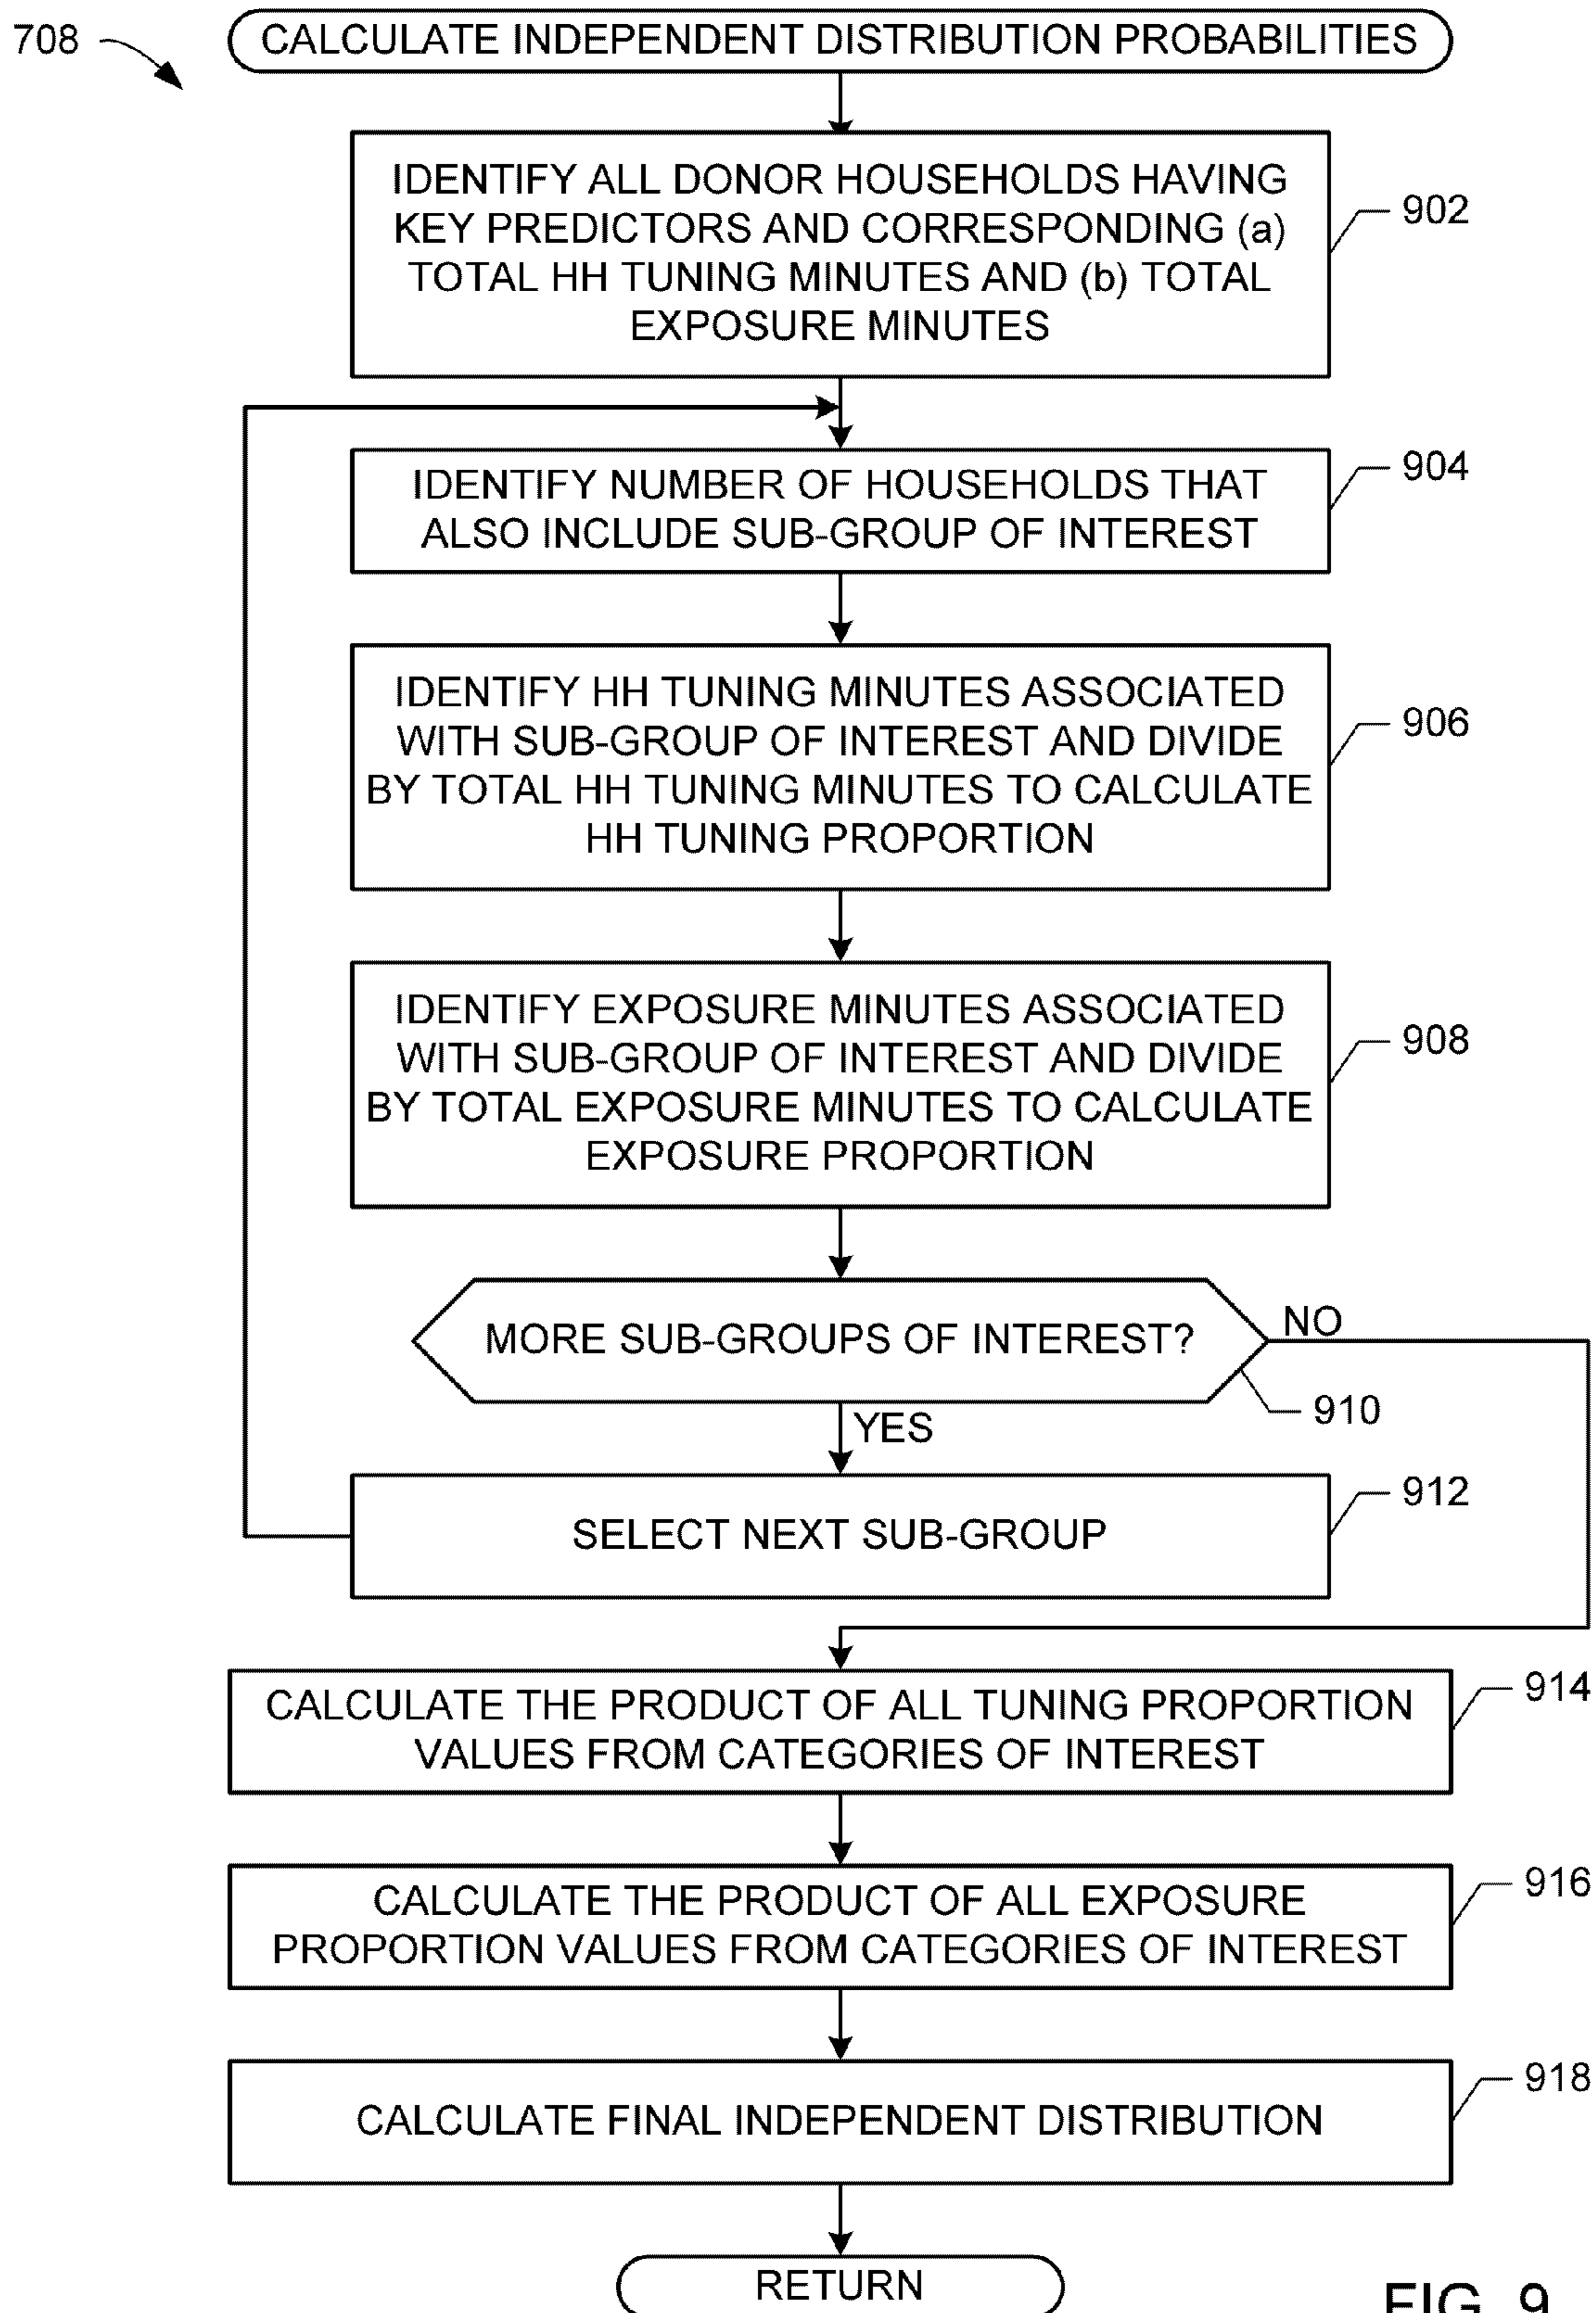 708
CALCULATE INDEPENDENT DISTRIBUTION PROBABILITIES
IDENTIFY ALL DONOR HOUSEHOLDS HAVING
KEY PREDICTORS AND CORRESPONDING (a)
TOTAL HH TUNING MINUTES AND (b) TOTAL
EXPOSURE MINUTES
902
IDENTIFY NUMBER OF HOUSEHOLDS THAT
ALSO INCLUDE SUB-GROUP OF INTEREST
904
IDENTIFY HH TUNING MINUTES ASSOCIATED
WITH SUB-GROUP OF INTEREST AND DIVIDE
BY TOTAL HH TUNING MINUTES TO CALCULATE
HH TUNING PROPORTION
906
IDENTIFY EXPOSURE MINUTES ASSOCIATED
WITH SUB-GROUP OF INTEREST AND DIVIDE
BY TOTAL EXPOSURE MINUTES TO CALCULATE
EXPOSURE PROPORTION
908
MORE SUB-GROUPS OF INTEREST?
NO
910
YES
SELECT NEXT SUB-GROUP
912
CALCULATE THE PRODUCT OF ALL TUNING PROPORTION
VALUES FROM CATEGORIES OF INTEREST
914
CALCULATE THE PRODUCT OF ALL EXPOSURE
PROPORTION VALUES FROM CATEGORIES OF INTEREST
916
CALCULATE FINAL INDEPENDENT DISTRIBUTION
918
RETURN
FIG. 9